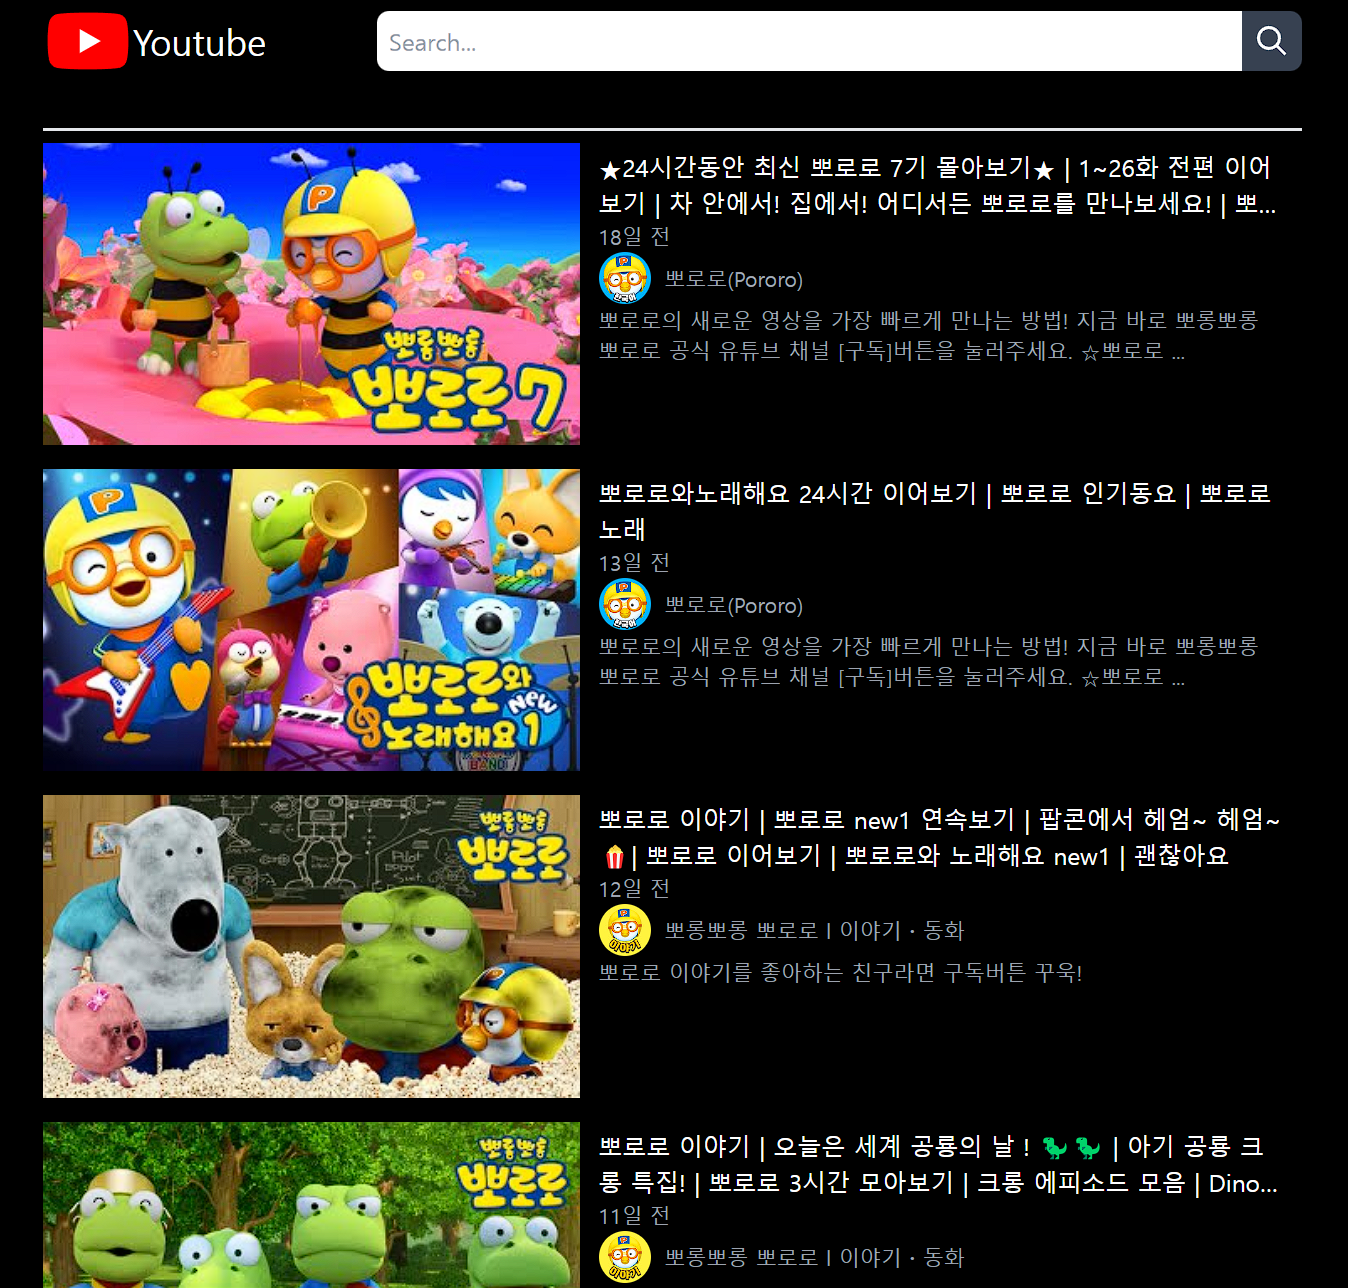 Youtube
Search...
★24시간동안 최신 뽀로로 7기 몰아보기★ | 1~26화 전편 이어
보기 | 차 안에서! 집에서! 어디서든 뽀로로를 만나보세요! | 뽀...
18일 전
뽀로로(Pororo)
뽀로로의 새로운 영상을 가장 빠르게 만나는 방법! 지금 바로 뽀롱뽀롱
뽀로로 공식 유튜브 채널 [구독]버튼을 눌러주세요. ☆뽀로로 ...
뽀롱뽀롱
뽀로로7
뽀로로와노래해요 24시간 이어보기 | 뽀로로 인기동요 | 뽀로로
노래
13일 전
뽀로로(Pororo)
뽀로로의 새로운 영상을 가장 빠르게 만나는 방법! 지금 바로 뽀롱뽀롱
뽀로로 공식 유튜브 채널 [구독]버튼을 눌러주세요. ☆뽀로로 ...
뽀로로와
노래해요 New 1
뽀로로 이야기 | 뽀로로 new1 연속보기 | 팝콘에서 헤엄~ 헤엄~
🍿 | 뽀로로 이어보기 | 뽀로로와 노래해요 new1 | 괜찮아요
12일 전
뽀롱뽀롱 뽀로로 l 이야기 · 동화
뽀로로 이야기를 좋아하는 친구라면 구독버튼 꾸욱!
뽀롱뽀롱
뽀로로
뽀로로 이야기 | 오늘은 세계 공룡의 날 ! 🦖🦖 | 아기 공룡 크
롱 특집! | 뽀로로 3시간 모아보기 | 크롱 에피소드 모음 | Dino...
11일 전
뽀롱뽀롱 뽀로로 l 이야기 · 동화
뽀롱뽀롱
뽀로로